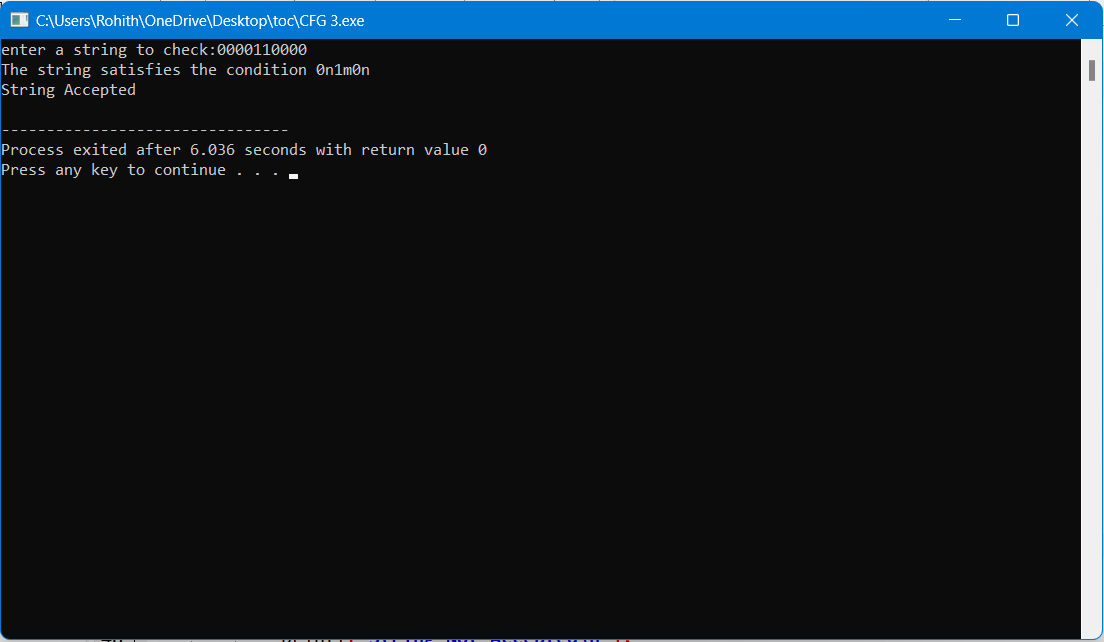 C:\Users\Rohith\OneDrive\Desktop\toc\CFG 3.exe
enter a string to check:0000110000
The string satisfies the condition 0n1m0n
String Accepted
--------------------------------
Process exited after 6.036 seconds with return value 0
Press any key to continue . . .